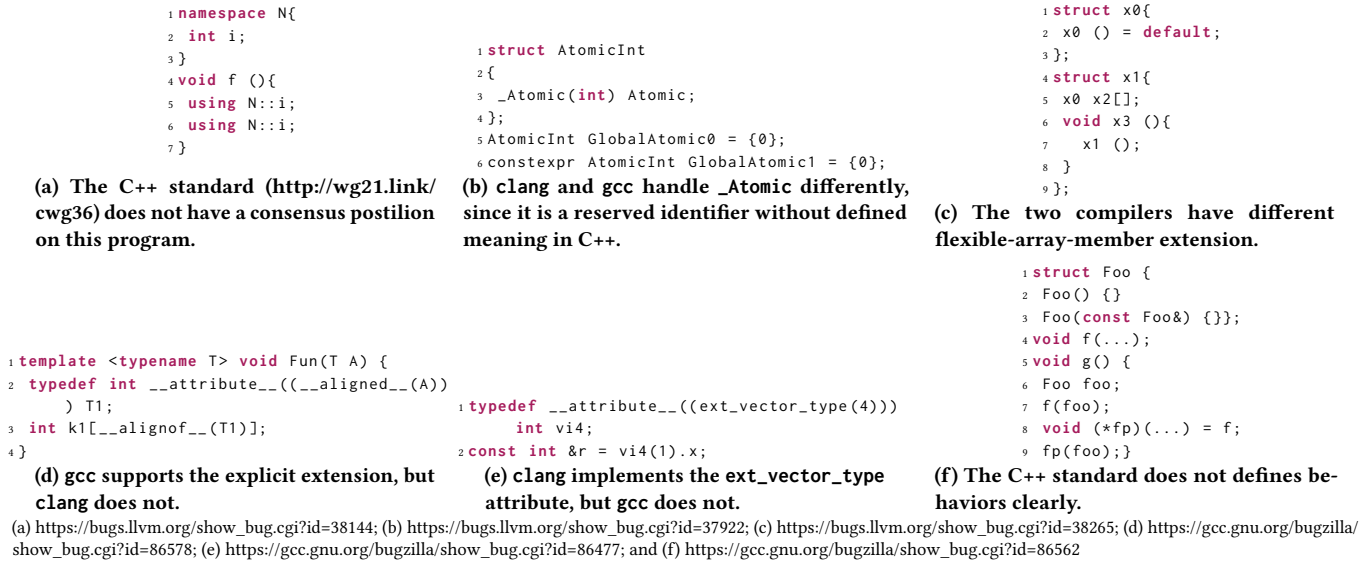 1 namespace N{
2 int i;
3 }
4 void f (){
5 using N::i;
6 using N::i;
7 }
(a) The C++ standard (http://wg21.link/
cwg36) does not have a consensus postilion
on this program.
1 struct AtomicInt
2 {
3 _Atomic(int) Atomic;
4 };
5 AtomicInt GlobalAtomic0 = {0};
6 constexpr AtomicInt GlobalAtomic1 = {0};
(b) clang and gcc handle _Atomic differently,
since it is a reserved identifier without defined
meaning in C++.
1 struct x0{
2 x0 () = default;
3 };
4 struct x1{
5 x0 x2[];
6 void x3 (){
7 x1 ();
8 }
9 };
(c) The two compilers have different
flexible-array-member extension.
1 template <typename T> void Fun(T A) {
2 typedef int __attribute__((__aligned__(A))
) T1;
3 int k1[__alignof__(T1)];
4 }
(d) gcc supports the explicit extension, but
clang does not.
1 typedef __attribute__((ext_vector_type(4)))
int vi4;
2 const int &r = vi4(1).x;
(e) clang implements the ext_vector_type
attribute, but gcc does not.
1 struct Foo {
2 Foo() {}
3 Foo(const Foo&) {}};
4 void f(...);
5 void g() {
6 Foo foo;
7 f(foo);
8 void (*fp)(...) = f;
9 fp(foo);}
(f) The C++ standard does not defines be-
haviors clearly.
(a) https://bugs.llvm.org/show_bug.cgi?id=38144; (b) https://bugs.llvm.org/show_bug.cgi?id=37922; (c) https://bugs.llvm.org/show_bug.cgi?id=38265; (d) https://gcc.gnu.org/bugzilla/
show_bug.cgi?id=86578; (e) https://gcc.gnu.org/bugzilla/show_bug.cgi?id=86477; and (f) https://gcc.gnu.org/bugzilla/show_bug.cgi?id=86562